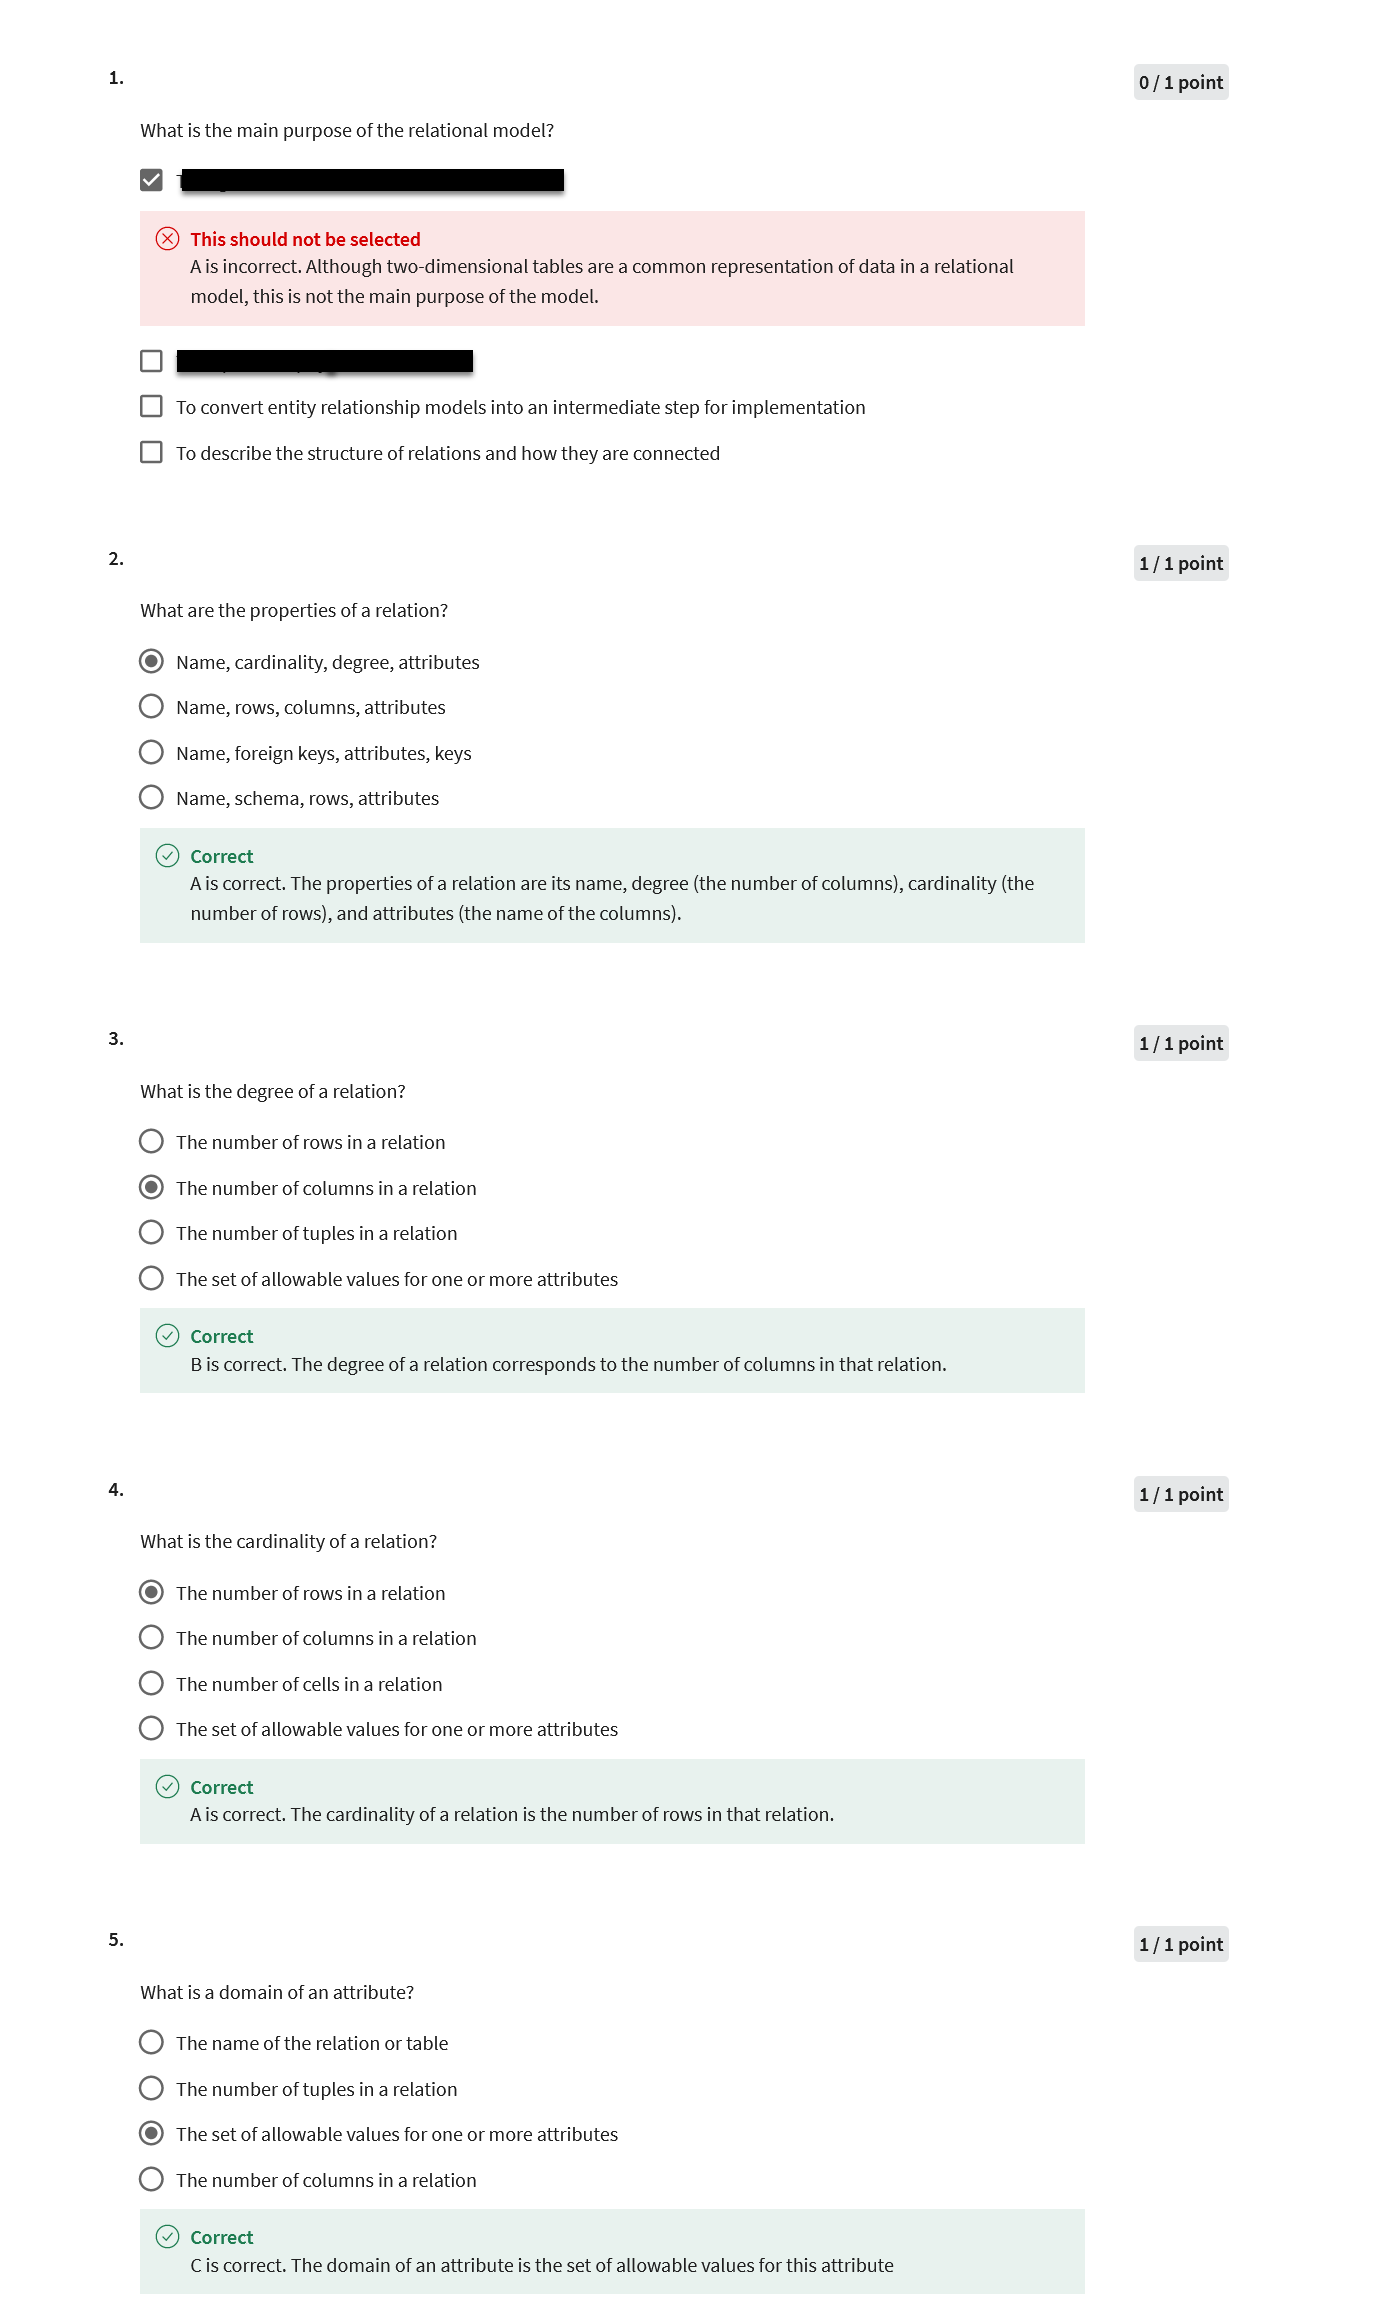 1.
0 / 1 point
What is the main purpose of the relational model?
This should not be selected
A is incorrect. Although two-dimensional tables are a common representation of data in a relational
model, this is not the main purpose of the model.
To convert entity relationship models into an intermediate step for implementation
To describe the structure of relations and how they are connected
2.
1 / 1 point
What are the properties of a relation?
Name, cardinality, degree, attributes
Name, rows, columns, attributes
Name, foreign keys, attributes, keys
Name, schema, rows, attributes
Correct
A is correct. The properties of a relation are its name, degree (the number of columns), cardinality (the
number of rows), and attributes (the name of the columns).
3.
1 / 1 point
What is the degree of a relation?
The number of rows in a relation
The number of columns in a relation
The number of tuples in a relation
The set of allowable values for one or more attributes
Correct
B is correct. The degree of a relation corresponds to the number of columns in that relation.
4.
1 / 1 point
What is the cardinality of a relation?
The number of rows in a relation
The number of columns in a relation
The number of cells in a relation
The set of allowable values for one or more attributes
Correct
A is correct. The cardinality of a relation is the number of rows in that relation.
5.
1 / 1 point
What is a domain of an attribute?
The name of the relation or table
The number of tuples in a relation
The set of allowable values for one or more attributes
The number of columns in a relation
Correct
C is correct. The domain of an attribute is the set of allowable values for this attribute